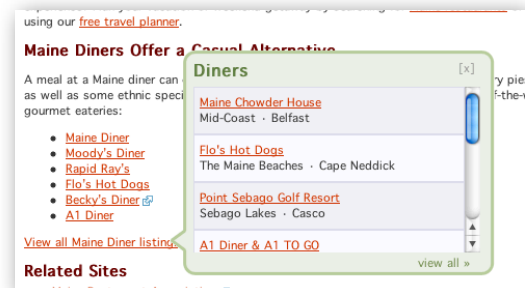 using our free travel planner.
Maine Diners Offer a Casual Alternative
A meal at a Maine diner can
as well as some ethnic
gourmet eateries:
Maine Diner
Moody's Diner
Rapid Ray's
Flo's Hot Dogs
Becky's Diner
A1 Diner
View all Maine Diner listing
Related Sites
Diners
[x]
Maine Chowder House
Mid-Coast · Belfast
Flo's Hot Dogs
The Maine Beaches · Cape Neddick
Point Sebago Golf Resort
Sebago Lakes · Casco
A1 Diner & A1 TO GO
view all »